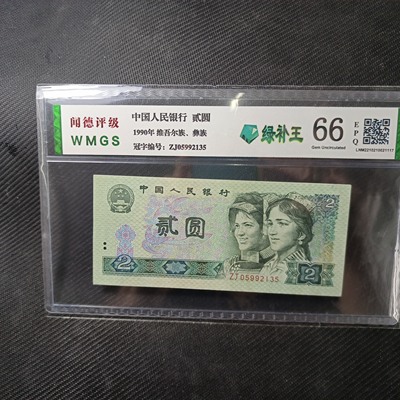 闻德评级
WMGS
中国人民银行 贰圆
1990年 维吾尔族、彝族
冠字编号: ZJ05992135
绿补王
66
EPQ
Gem Uncirculated
中国人民银行
贰圆
2
2
2
ZJ05992135